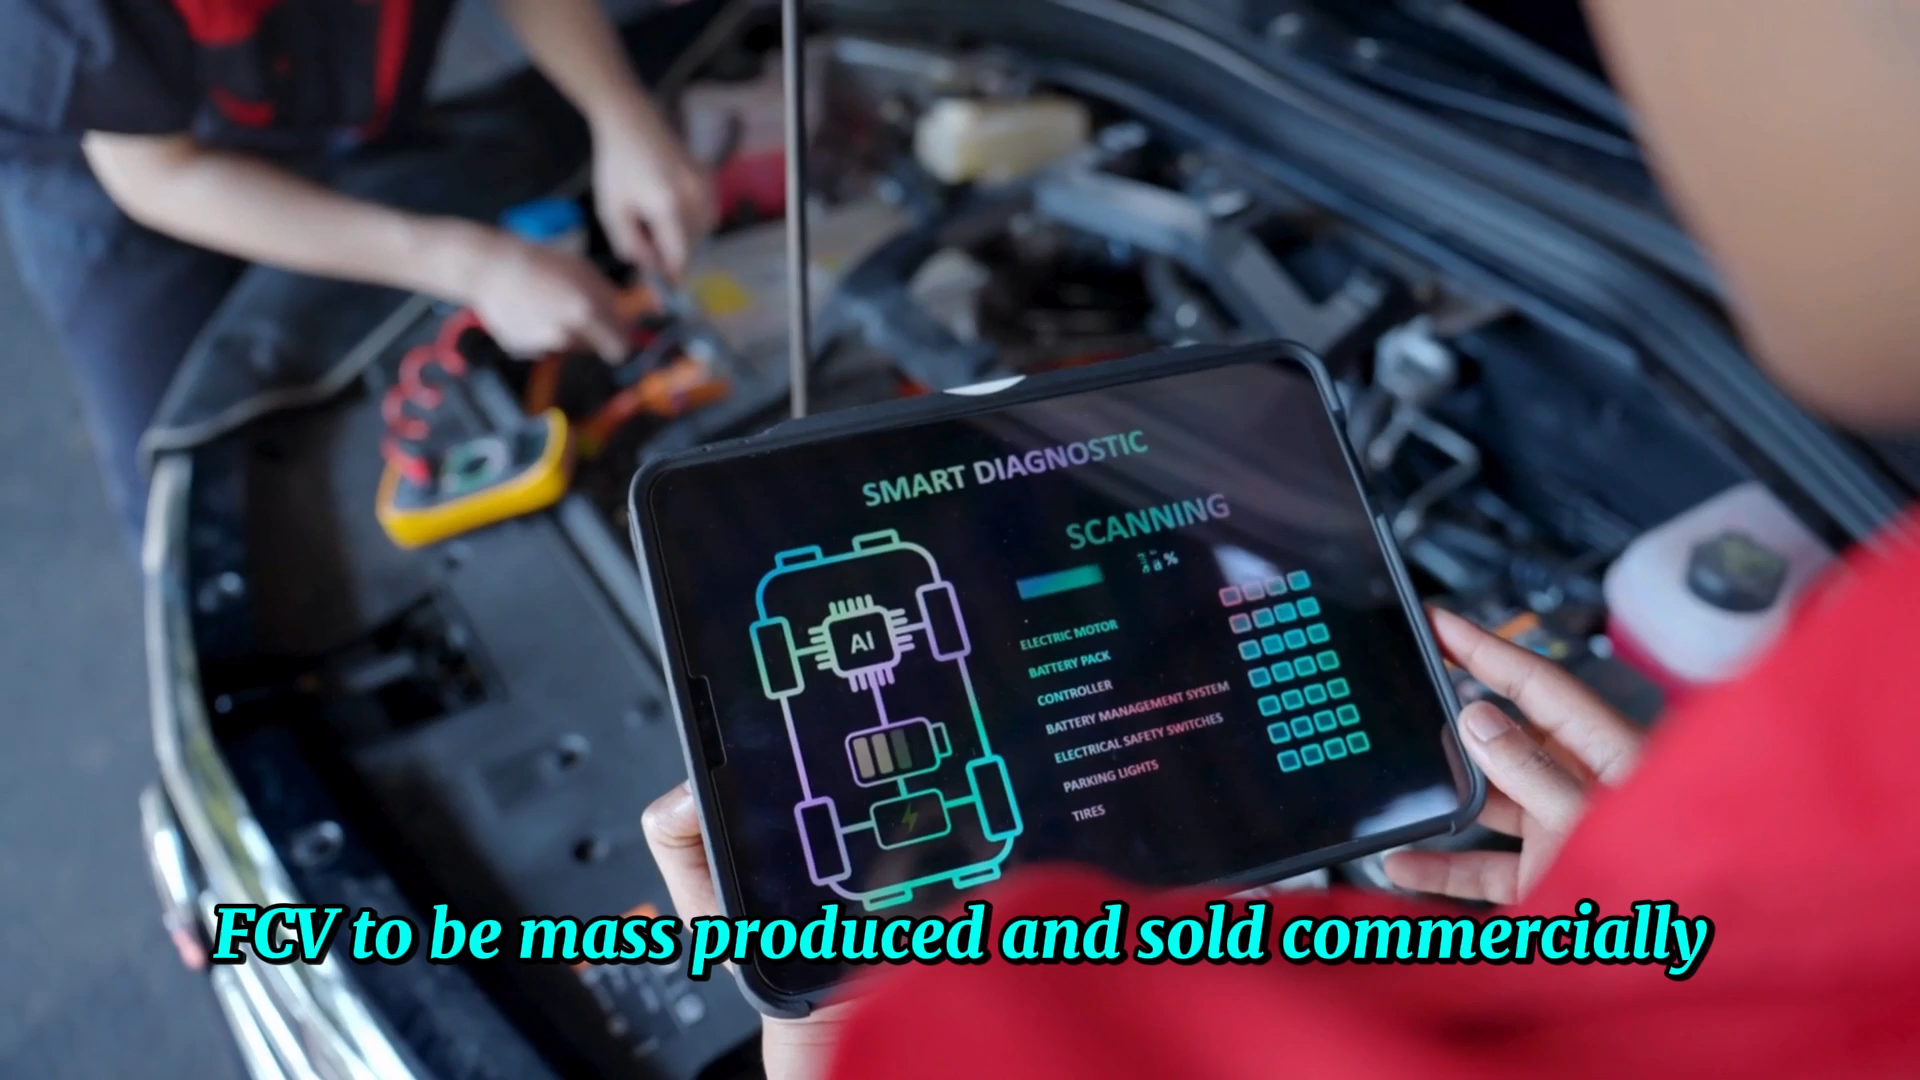 SMART DIAGNOSTIC
SCANNING
AI
ELECTRIC MOTOR
BATTERY PACK
CONTROLLER
BATTERY MANAGEMENT SYSTEM
ELECTRICAL SAFETY SWITCHES
PARKING LIGHTS
TIRES
FCV to be mass produced and sold commercially